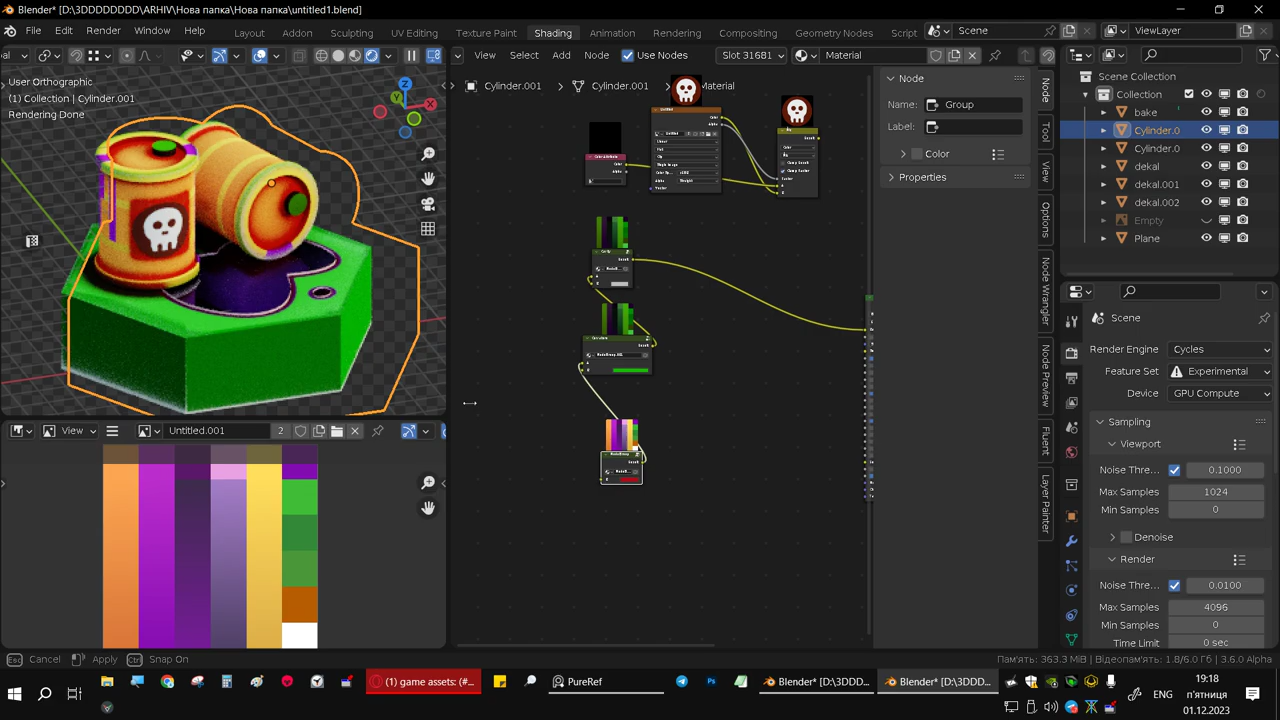 Blender* [D:\3DDDDDDDD\ARHIV\Нова папка\Нова папка\untitled1.blend]
File Edit Render Window Help Layout Addon Sculpting UV Editing Texture Paint Shading Animation Rendering Compositing Geometry Nodes Script Scene ViewLayer
View Select Add Node Use Nodes Slot 31681 Material
User Orthographic
(1) Collection | Cylinder.001
Rendering Done
Cylinder.001 > Cylinder.001 > Material
Node
Name: Group
Label:
Color
Properties
Node
Tool
View
Options
Node Wrangler
Node Preview
Fluent
Layer Painter
Scene Collection
Collection
bake
Cylinder.0
Cylinder.0
dekal
dekal.001
dekal.002
Empty
Plane
Scene
Render Engine Cycles
Feature Set Experimental
Device GPU Compute
Sampling
Viewport
Noise Thre... 0.1000
Max Samples 1024
Min Samples 0
Denoise
Render
Noise Thre... 0.0100
Max Samples 4096
Min Samples 0
Time Limit 0 sec
View Untitled.001 2
Esc Cancel Apply Ctrl Snap On
Пам'ять: 363.3 MiB | Відеопам'ять: 1.8/6.0 Гб | 3.6.0 Alpha
(1) game assets: (#... PureRef Blender* [D:\3DDD... Blender* [D:\3DDD...
ENG
19:18
п'ятниця
01.12.2023